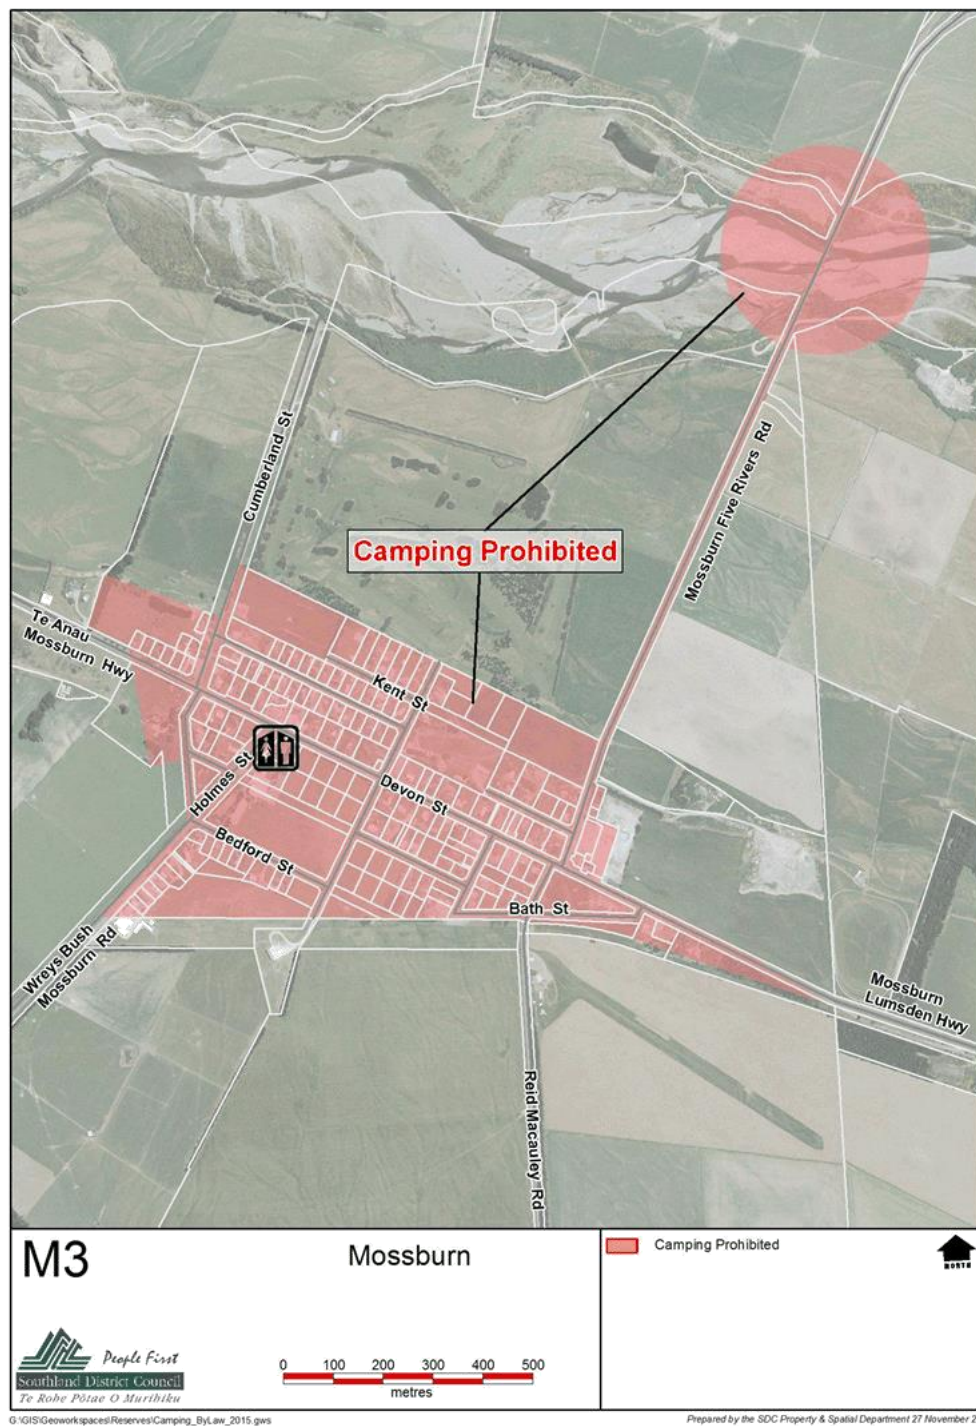 Cumberland St
Mossburn Five Rivers Rd
Camping Prohibited
Te Anau
Mossburn Hwy
Kent St
Holmes St
Devon St
Bedford St
Bath St
Wreys Bush
Mossburn Rd
Mossburn
Lumsden Hwy
Reid Macauley Rd
M3
Mossburn
Camping Prohibited
NORTH
People First
Southland District Council
Te Rohe Pōtae O Murihiku
0 100 200 300 400 500
metres
G:\GIS\Geoworkspaces\Reserves\Camping_ByLaw_2015.gws
Prepared by the SDC Property & Spatial Department 27 November